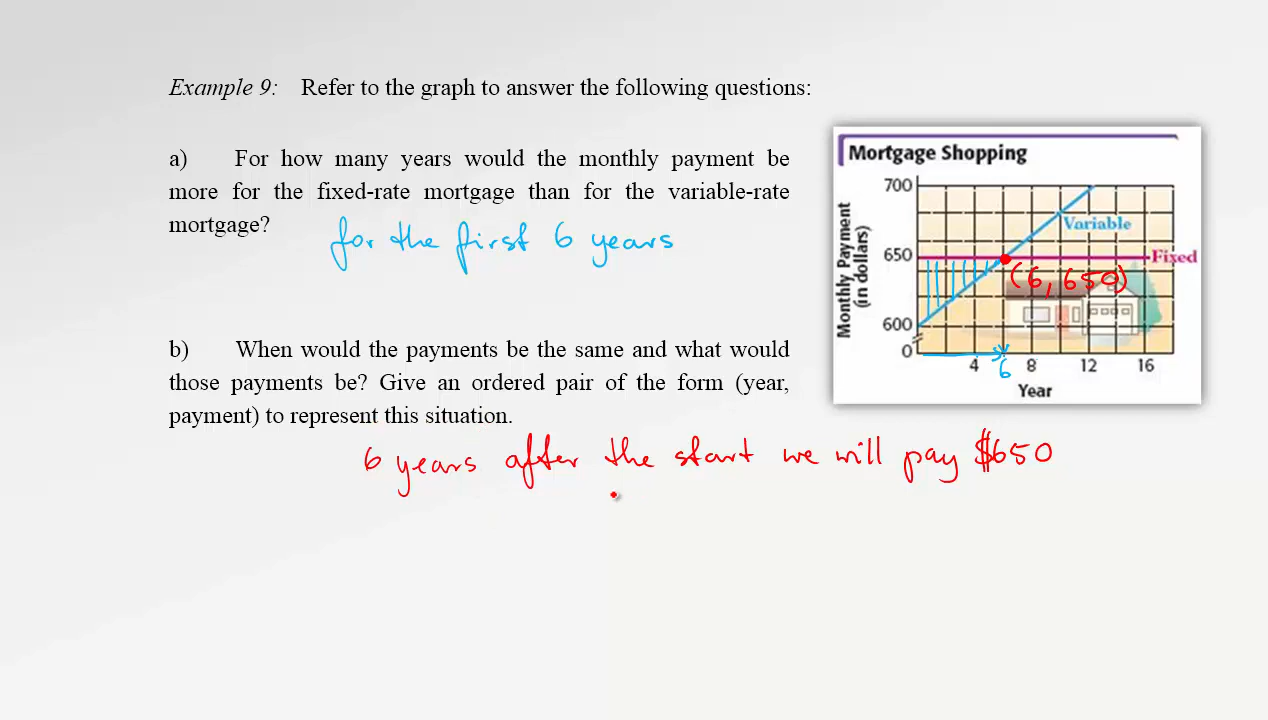 Example 9: Refer to the graph to answer the following questions:
a) For how many years would the monthly payment be
more for the fixed-rate mortgage than for the variable-rate
mortgage?
for the first 6 years
b) When would the payments be the same and what would
those payments be? Give an ordered pair of the form (year,
payment) to represent this situation.
6 years after the start we will pay $650
Mortgage Shopping
Monthly Payment
(in dollars)
700
650
600
0
Variable
Fixed
(6, 650)
4 6 8 12 16
Year